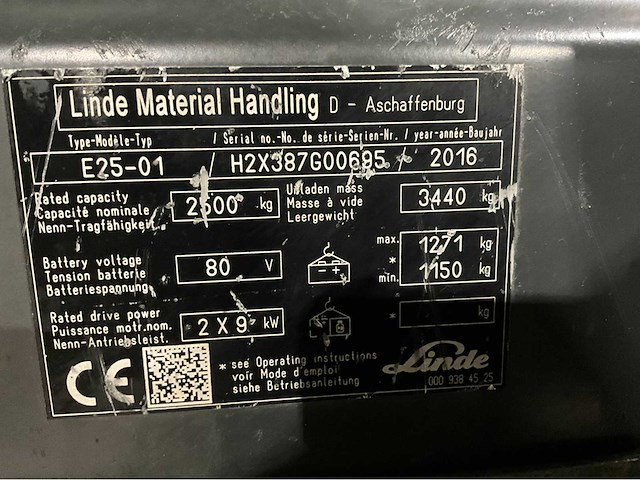 Linde Material Handling D - Aschaffenburg
Type-Modèle-Typ / Serial no.-No. de série-Serien-Nr. / year-année-Baujahr
E25-01 H2X387G00695 / 2016
Rated capacity
Capacité nominale
Nenn-Tragfähigkeit
2500 kg
Unladen mass
Masse à vide
Leergewicht
3440 kg
Battery voltage
Tension batterie
Batteriespannung
80 V
- +
max. 1271 kg
*
min. 1150 kg
Rated drive power
Puissance motr.nom.
Nenn-Antriebsleist.
2 X 9 kW
* kg
CE
* see Operating instructions
voir Mode d'emploi
siehe Betriebsanleitung
Linde
000 938 45 25